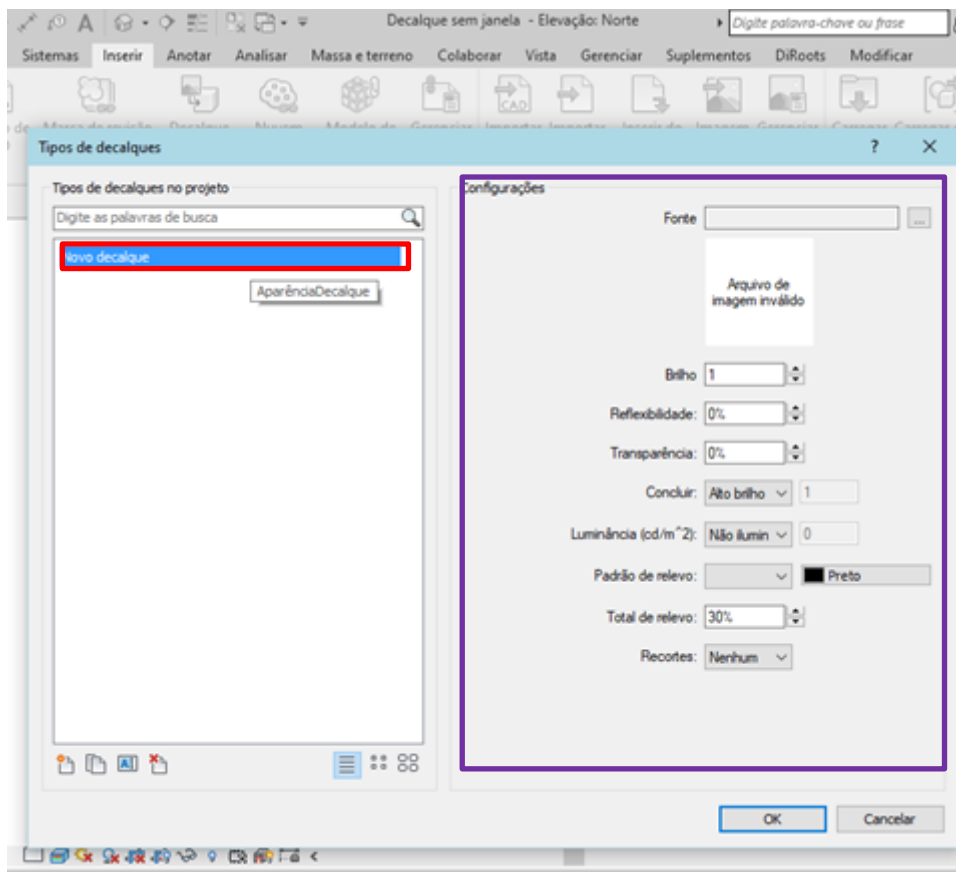 A
Decalque sem janela - Elevação: Norte
Digite palavra-chave ou frase
Sistemas Inserir Anotar Analisar Massa e terreno Colaborar Vista Gerenciar Suplementos DiRoots Modificar
CAD
Tipos de decalques ? ×
Tipos de decalques no projeto
Digite as palavras de busca
Novo decalque
AparênciaDecalque
Configurações
Fonte ...
Arquivo de
imagem inválido
Brilho 1
Reflexibilidade: 0%
Transparência: 0%
Concluir: Alto brilho 1
Luminância (cd/m^2): Não ilumin 0
Padrão de relevo: Preto
Total de relevo: 30%
Recortes: Nenhum
OK Cancelar